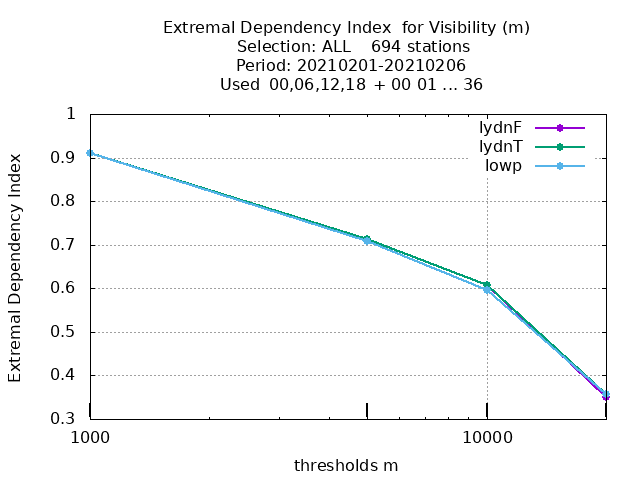 Extremal Dependency Index  for Visibility (m)
Selection: ALL    694 stations
Period: 20210201-20210206
Used  00,06,12,18  + 00 01 ... 36
lydnF
lydnT
lowp
1
0.9
0.8
0.7
0.6
0.5
0.4
0.3
Extremal Dependency Index
1000
10000
thresholds m